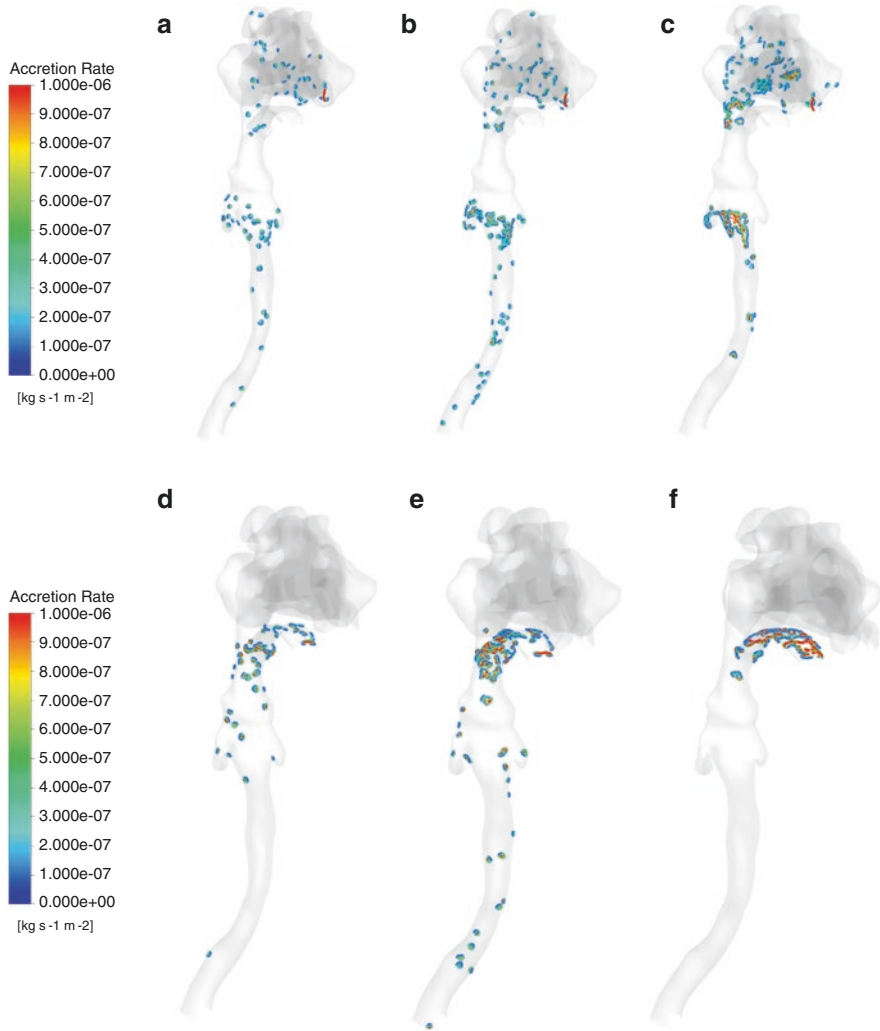 a
b
c
Accretion Rate
1.000e-06
9.000e-07
8.000e-07
7.000e-07
6.000e-07
5.000e-07
4.000e-07
3.000e-07
2.000e-07
1.000e-07
0.000e+00
[kg s -1 m -2]
d
e
f
Accretion Rate
1.000e-06
9.000e-07
8.000e-07
7.000e-07
6.000e-07
5.000e-07
4.000e-07
3.000e-07
2.000e-07
1.000e-07
0.000e+00
[kg s -1 m -2]